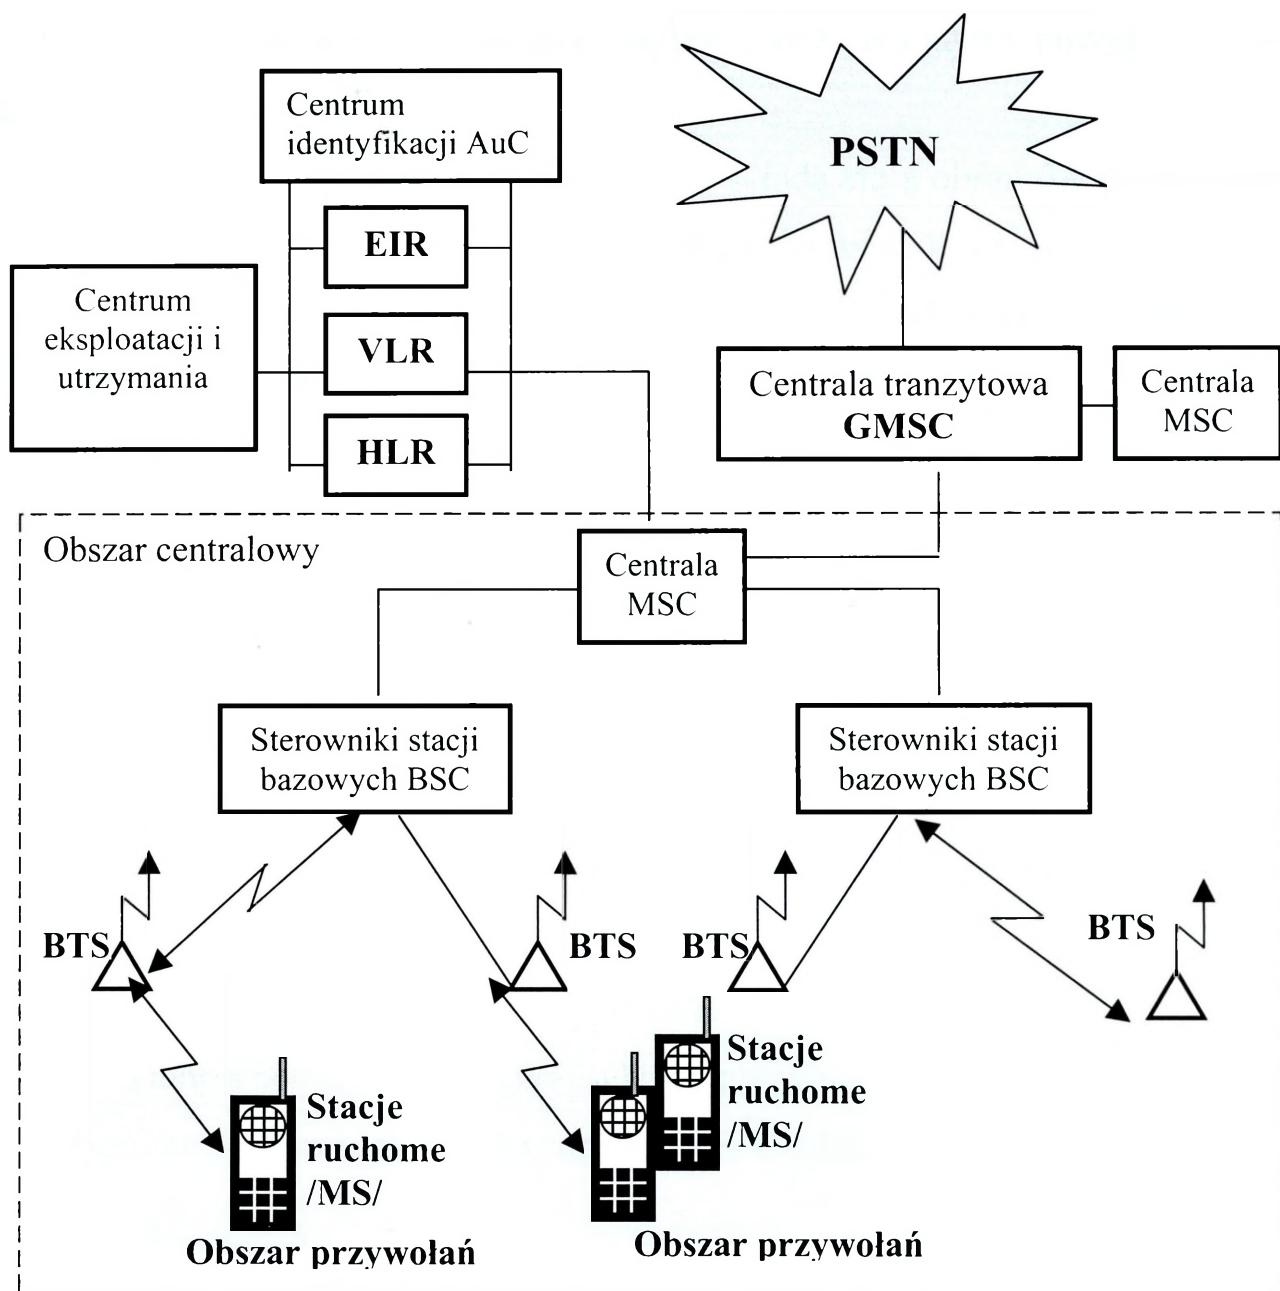 Centrum
identyfikacji AuC
PSTN
EIR
Centrum
eksploatacji i
utrzymania
VLR
HLR
Centrala tranzytowa
GMSC
Centrala
MSC
Obszar centralowy
Centrala
MSC
Sterowniki stacji
bazowych BSC
Sterowniki stacji
bazowych BSC
BTS
BTS
BTS
BTS
Stacje
ruchome
/MS/
Stacje
ruchome
/MS/
Obszar przywołań
Obszar przywołań